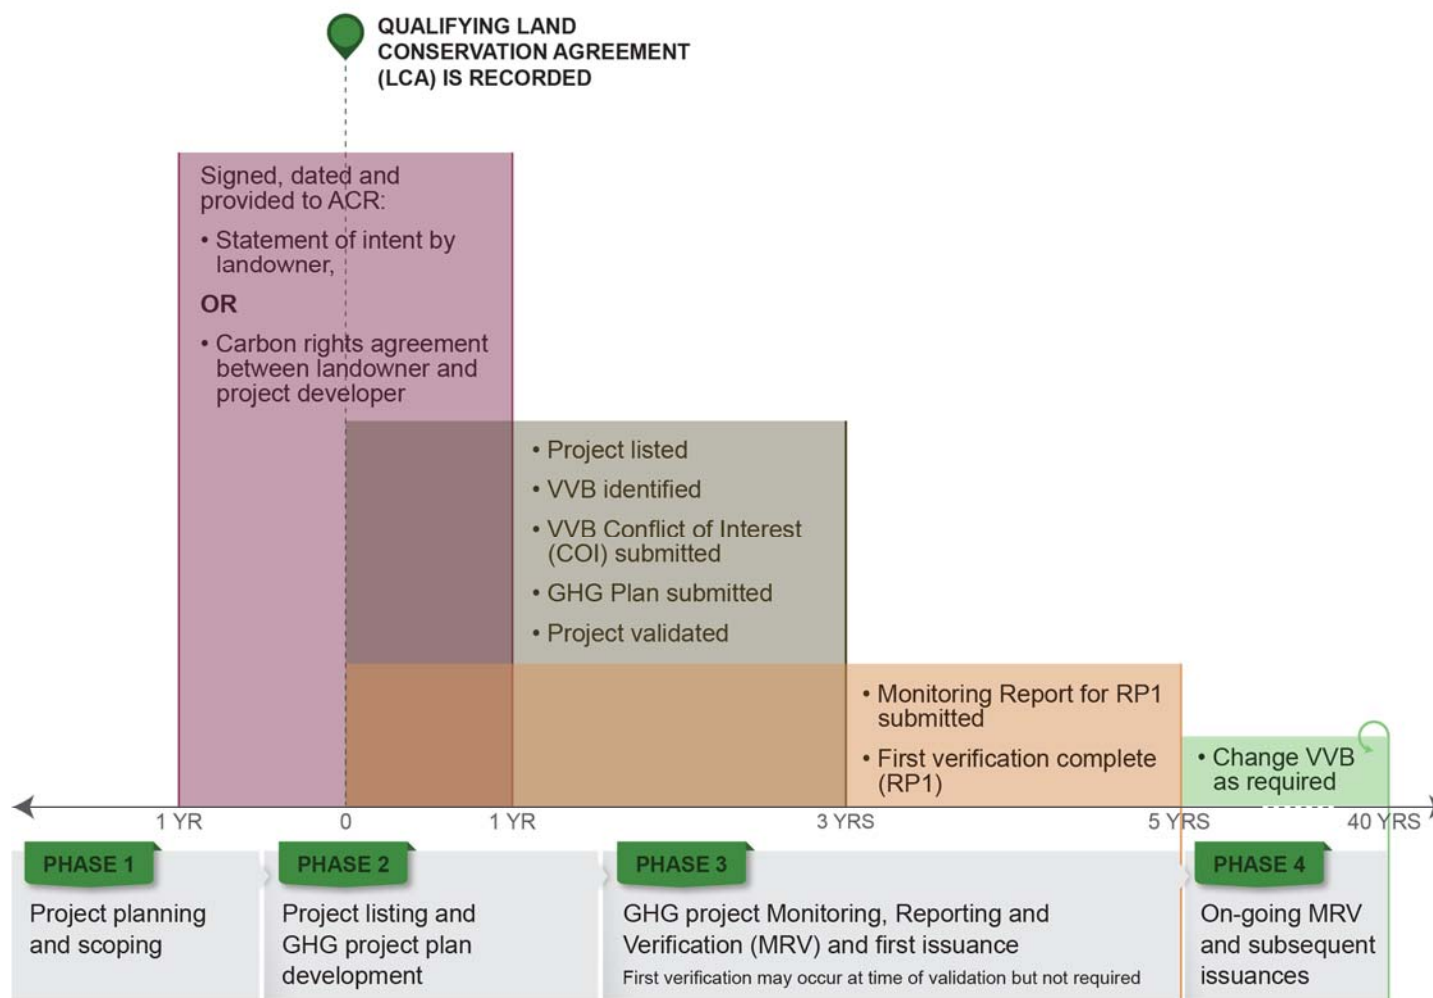 QUALIFYING LAND
CONSERVATION AGREEMENT
(LCA) IS RECORDED
Signed, dated and
provided to ACR:
• Statement of intent by
landowner,
OR
• Carbon rights agreement
between landowner and
project developer
• Project listed
• VVB identified
• VVB Conflict of Interest
(COI) submitted
• GHG Plan submitted
• Project validated
• Monitoring Report for RP1
submitted
• First verification complete
(RP1)
• Change VVB
as required
1 YR
0
1 YR
3 YRS
5 YRS
40 YRS
PHASE 1
Project planning
and scoping
PHASE 2
Project listing and
GHG project plan
development
PHASE 3
GHG project Monitoring, Reporting and
Verification (MRV) and first issuance
First verification may occur at time of validation but not required
PHASE 4
On-going MRV
and subsequent
issuances